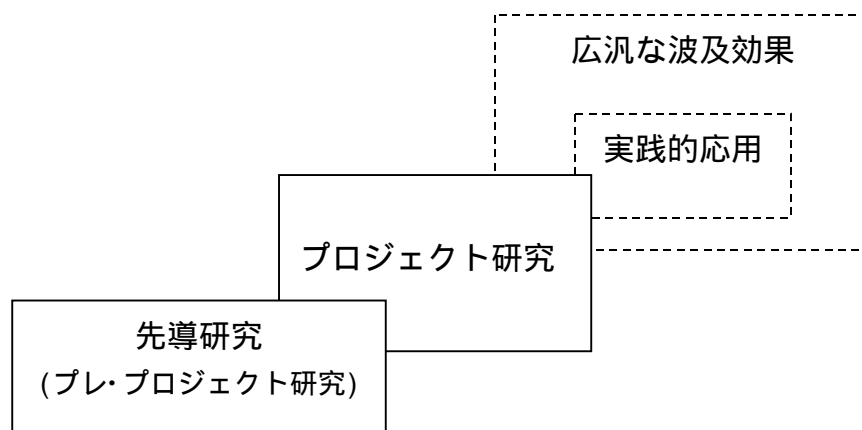 広汎な波及効果
実践的応用
プロジェクト研究
先導研究
(プレ・プロジェクト研究)